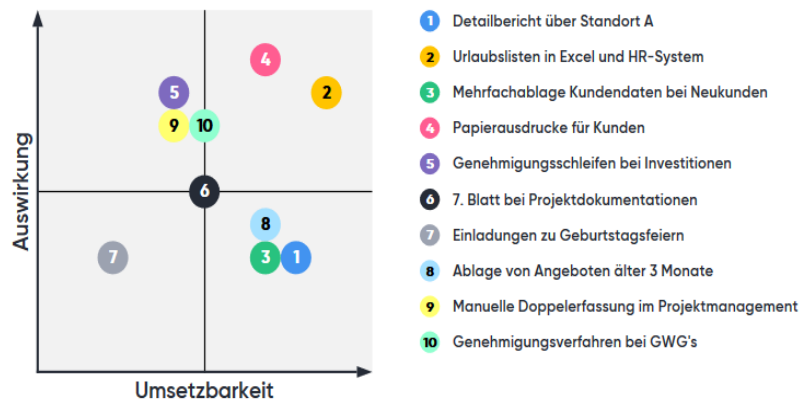 4
5
2
9
10
6
8
7
3
1
Auswirkung
Umsetzbarkeit
1 Detailbericht über Standort A
2 Urlaubslisten in Excel und HR-System
3 Mehrfachablage Kundendaten bei Neukunden
4 Papierausdrucke für Kunden
5 Genehmigungsschleifen bei Investitionen
6 7. Blatt bei Projektdokumentationen
7 Einladungen zu Geburtstagsfeiern
8 Ablage von Angeboten älter 3 Monate
9 Manuelle Doppelerfassung im Projektmanagement
10 Genehmigungsverfahren bei GWG's